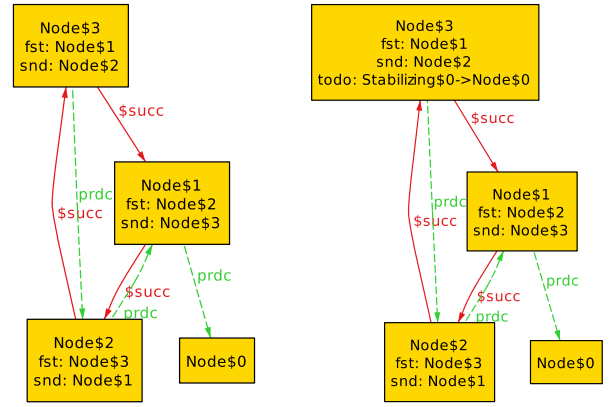 Node$3
fst: Node$1
snd: Node$2
$succ
prdc
$succ
Node$1
fst: Node$2
snd: Node$3
prdc
$succ
prdc
Node$2
fst: Node$3
snd: Node$1
Node$0
Node$3
fst: Node$1
snd: Node$2
todo: Stabilizing$0->Node$0
$succ
prdc
$succ
Node$1
fst: Node$2
snd: Node$3
prdc
$succ
prdc
Node$2
fst: Node$3
snd: Node$1
Node$0